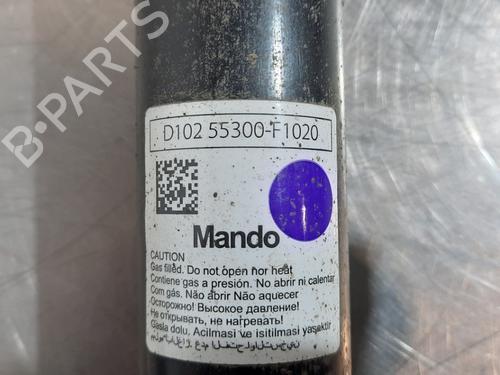 D102 55300-F1020
Mando
CAUTION
Gas filled. Do not open nor heat
Contiene gas a presión. No abrir ni calentar
Com gás. Não abrir Não aquecer
Осторожно! Высокое давление!
Не открывать, не нагревать!
Gasla dolu. Acilmasi ve isitilmasi yasaktir
B-PARTS